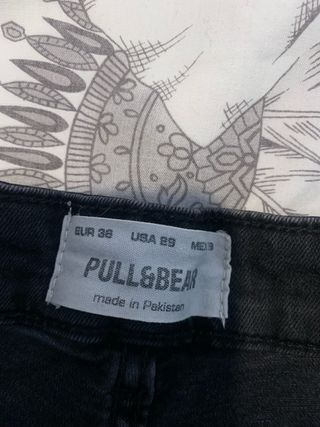 EUR 38 USA 29 MEX
PULL&BEAR
made in Pakistan